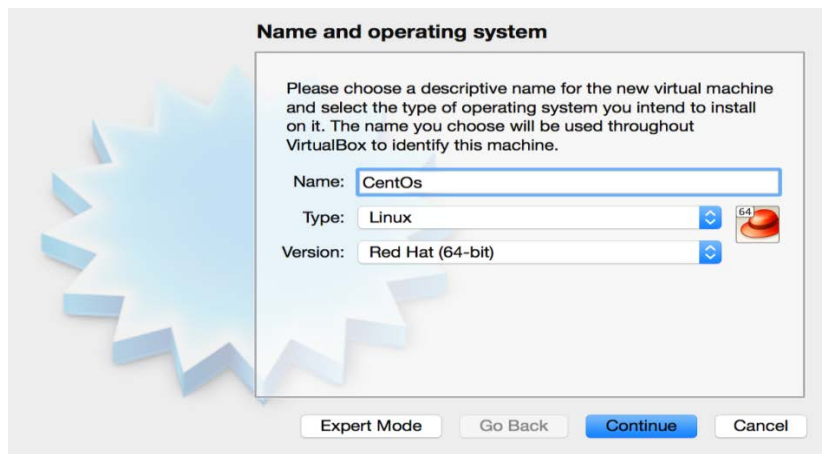 Name and operating system
Please choose a descriptive name for the new virtual machine
and select the type of operating system you intend to install
on it. The name you choose will be used throughout
VirtualBox to identify this machine.
Name: CentOs
Type: Linux
64
Version: Red Hat (64-bit)
Expert Mode Go Back Continue Cancel